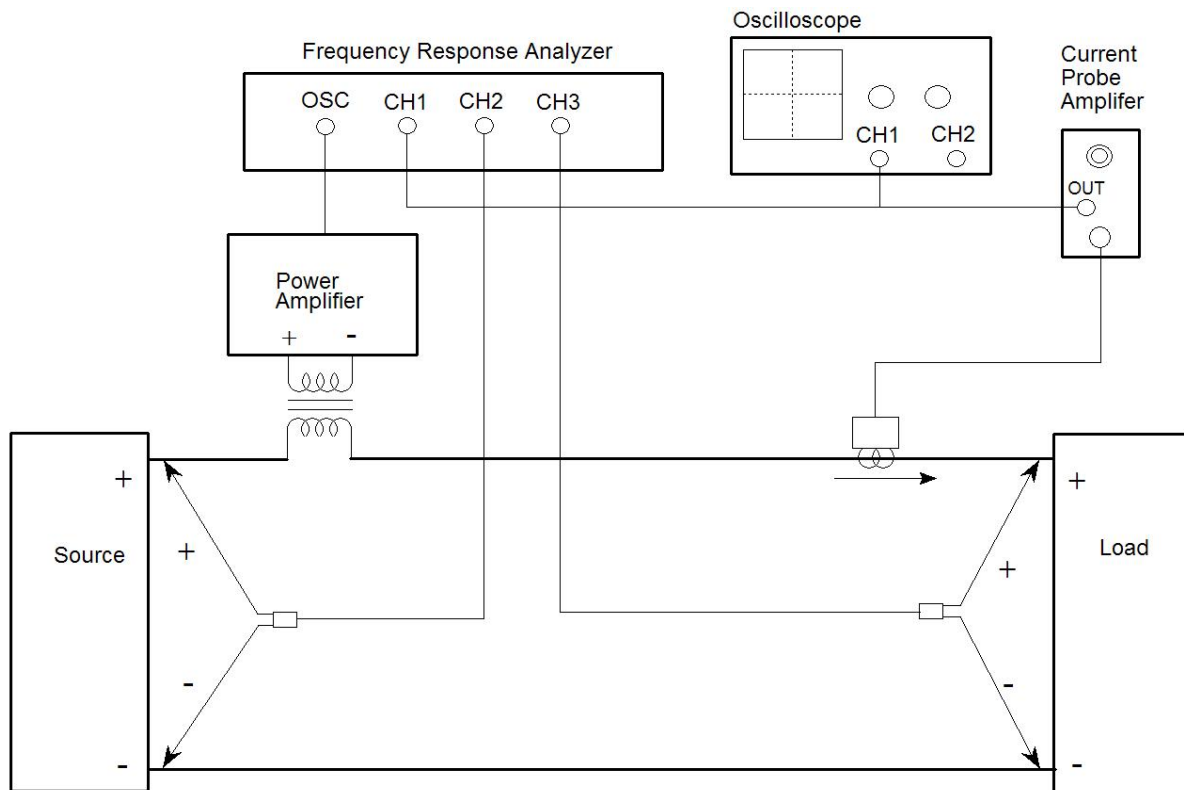 Oscilloscope
Frequency Response Analyzer
Current
Probe
Amplifer
OSC
CH1
CH2
CH3
CH1
CH2
OUT
Power
Amplifier
+
-
+
+
Source
+
Load
+
-
-
-
-